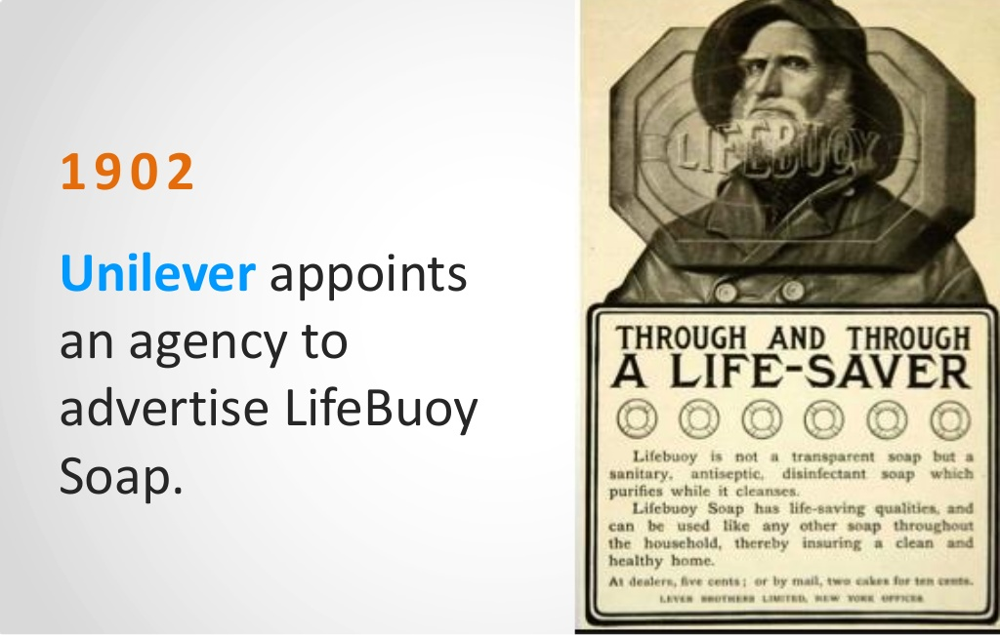 1902
Unilever appoints
an agency to
advertise LifeBuoy
Soap.
LIFEBUOY
THROUGH AND THROUGH
A LIFE-SAVER
Lifebuoy is not a transparent soap but a
sanitary, antiseptic, disinfectant soap which
purifies while it cleanses.
Lifebuoy Soap has life-saving qualities, and
can be used like any other soap throughout
the household, thereby insuring a clean and
healthy home.
At dealers, five cents; or by mail, two cakes for ten cents.
LEVER BROTHERS LIMITED, NEW YORK OFFICES